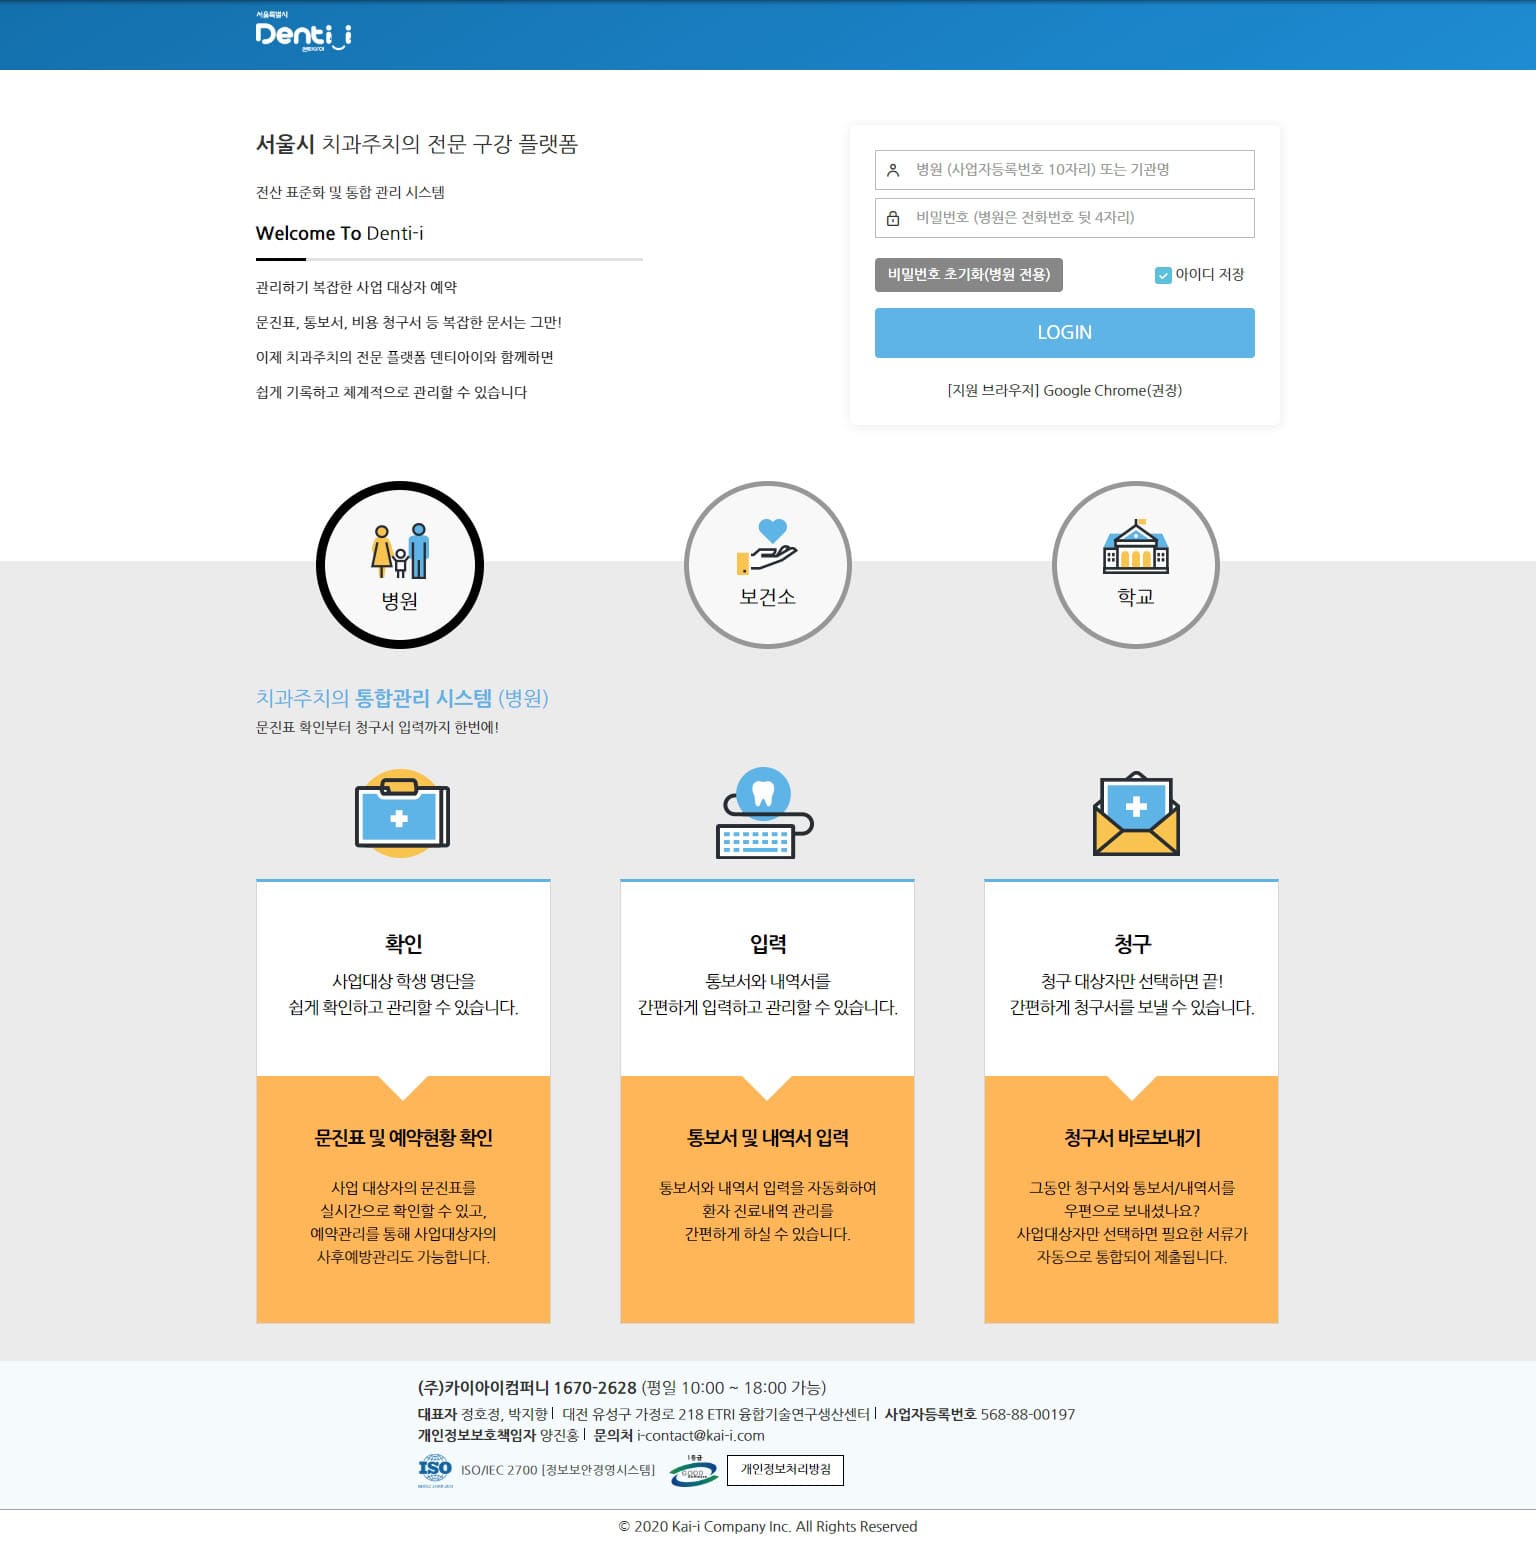 서울특별시
Denti-i
덴티아이
서울시 치과주치의 전문 구강 플랫폼
전산 표준화 및 통합 관리 시스템
Welcome To Denti-i
관리하기 복잡한 사업 대상자 예약
문진표, 통보서, 비용 청구서 등 복잡한 문서는 그만!
이제 치과주치의 전문 플랫폼 덴티아이와 함께하면
쉽게 기록하고 체계적으로 관리할 수 있습니다
병원 (사업자등록번호 10자리) 또는 기관명
비밀번호 (병원은 전화번호 뒷 4자리)
비밀번호 초기화(병원 전용)
아이디 저장
LOGIN
[지원 브라우저] Google Chrome(권장)
병원
보건소
학교
치과주치의 통합관리 시스템 (병원)
문진표 확인부터 청구서 입력까지 한번에!
확인
사업대상 학생 명단을
쉽게 확인하고 관리할 수 있습니다.
문진표 및 예약현황 확인
사업 대상자의 문진표를
실시간으로 확인할 수 있고,
예약관리를 통해 사업대상자의
사후예방관리도 가능합니다.
입력
통보서와 내역서를
간편하게 입력하고 관리할 수 있습니다.
통보서 및 내역서 입력
통보서와 내역서 입력을 자동화하여
환자 진료내역 관리를
간편하게 하실 수 있습니다.
청구
청구 대상자만 선택하면 끝!
간편하게 청구서를 보낼 수 있습니다.
청구서 바로보내기
그동안 청구서와 통보서/내역서를
우편으로 보내셨나요?
사업대상자만 선택하면 필요한 서류가
자동으로 통합되어 제출됩니다.
(주)카이아이컴퍼니 1670-2628 (평일 10:00 ~ 18:00 가능)
대표자 정호정, 박지항 | 대전 유성구 가정로 218 ETRI 융합기술연구생산센터 | 사업자등록번호 568-88-00197
개인정보보호책임자 양진홍 | 문의처 i-contact@kai-i.com
ISO
ISO/IEC 2700 [정보보안경영시스템]
1등급
GOOD
개인정보처리방침
© 2020 Kai-i Company Inc. All Rights Reserved